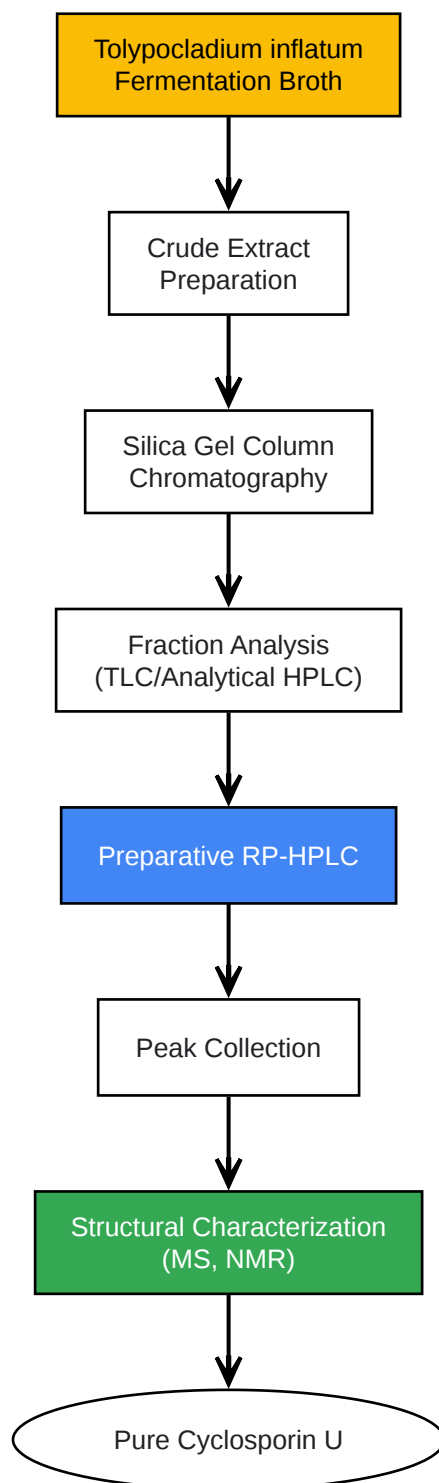 Tolypocladium inflatum
Fermentation Broth
Crude Extract
Preparation
Silica Gel Column
Chromatography
Fraction Analysis
(TLC/Analytical HPLC)
Preparative RP-HPLC
Peak Collection
Structural Characterization
(MS, NMR)
Pure Cyclosporin U